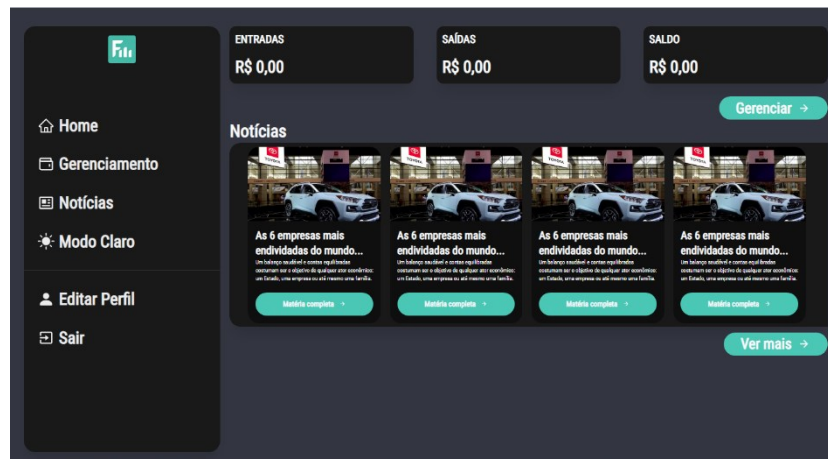 Fılı
Home
Gerenciamento
Notícias
Modo Claro
Editar Perfil
Sair
ENTRADAS
R$ 0,00
SAÍDAS
R$ 0,00
SALDO
R$ 0,00
Gerenciar →
Notícias
TOYOTA
As 6 empresas mais
endividadas do mundo...
Um balanço saudável e contas equilibradas
costumam ser o objetivo de qualquer ator econômico:
um Estado, uma empresa ou até mesmo uma família.
Matéria completa →
TOYOTA
As 6 empresas mais
endividadas do mundo...
Um balanço saudável e contas equilibradas
costumam ser o objetivo de qualquer ator econômico:
um Estado, uma empresa ou até mesmo uma família.
Matéria completa →
TOYOTA
As 6 empresas mais
endividadas do mundo...
Um balanço saudável e contas equilibradas
costumam ser o objetivo de qualquer ator econômico:
um Estado, uma empresa ou até mesmo uma família.
Matéria completa →
TOYOTA
As 6 empresas mais
endividadas do mundo...
Um balanço saudável e contas equilibradas
costumam ser o objetivo de qualquer ator econômico:
um Estado, uma empresa ou até mesmo uma família.
Matéria completa →
Ver mais →